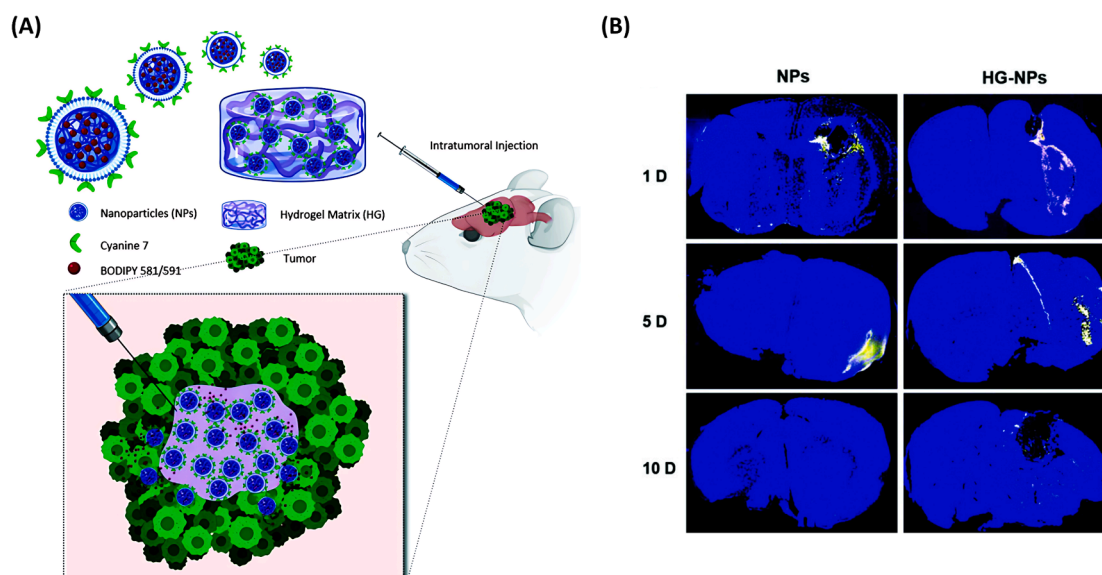 (A)
Intratumoral Injection
Nanoparticles (NPs)
Hydrogel Matrix (HG)
Cyanine 7
Tumor
BODIPY 581/591
(B)
NPs
HG-NPs
1 D
5 D
10 D